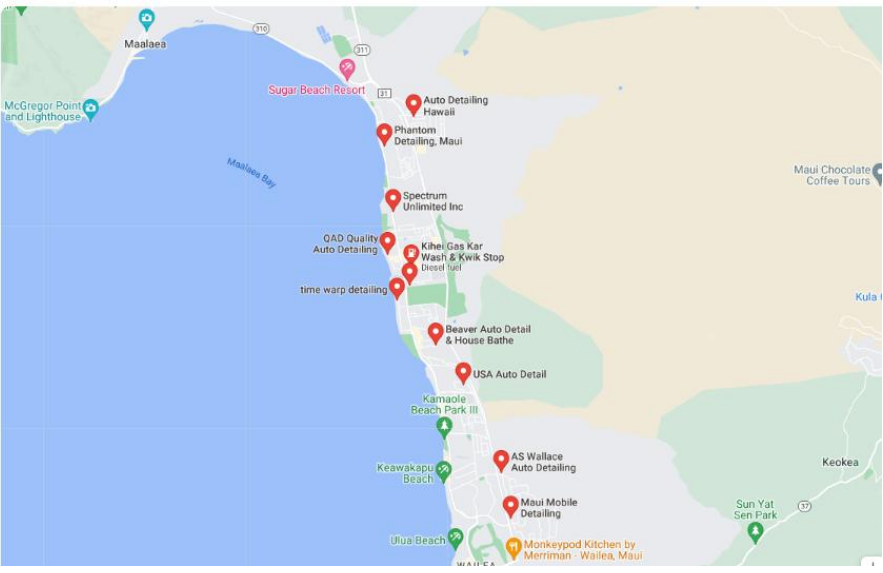 310
Maalaea
311
Sugar Beach Resort
31
McGregor Point
and Lighthouse
Auto Detailing
Hawaii
Phantom
Detailing, Maui
Maalaea Bay
Maui Chocolate
Coffee Tours
Spectrum
Unlimited Inc
QAD Quality
Auto Detailing
Kihei Gas Kar
Wash & Kwik Stop
Diesel fuel
time warp detailing
Kula
Beaver Auto Detail
& House Bathe
USA Auto Detail
Kamaole
Beach Park III
AS Wallace
Auto Detailing
Keawakapu
Beach
Keokea
Maui Mobile
Detailing
Sun Yat
Sen Park
37
Ulua Beach
Monkeypod Kitchen by
Merriman - Wailea, Maui
WAILEA